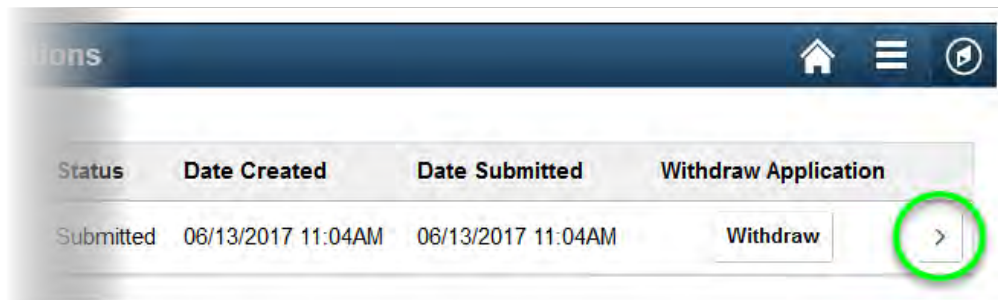 tions
Status Date Created Date Submitted Withdraw Application
Submitted 06/13/2017 11:04AM 06/13/2017 11:04AM Withdraw >